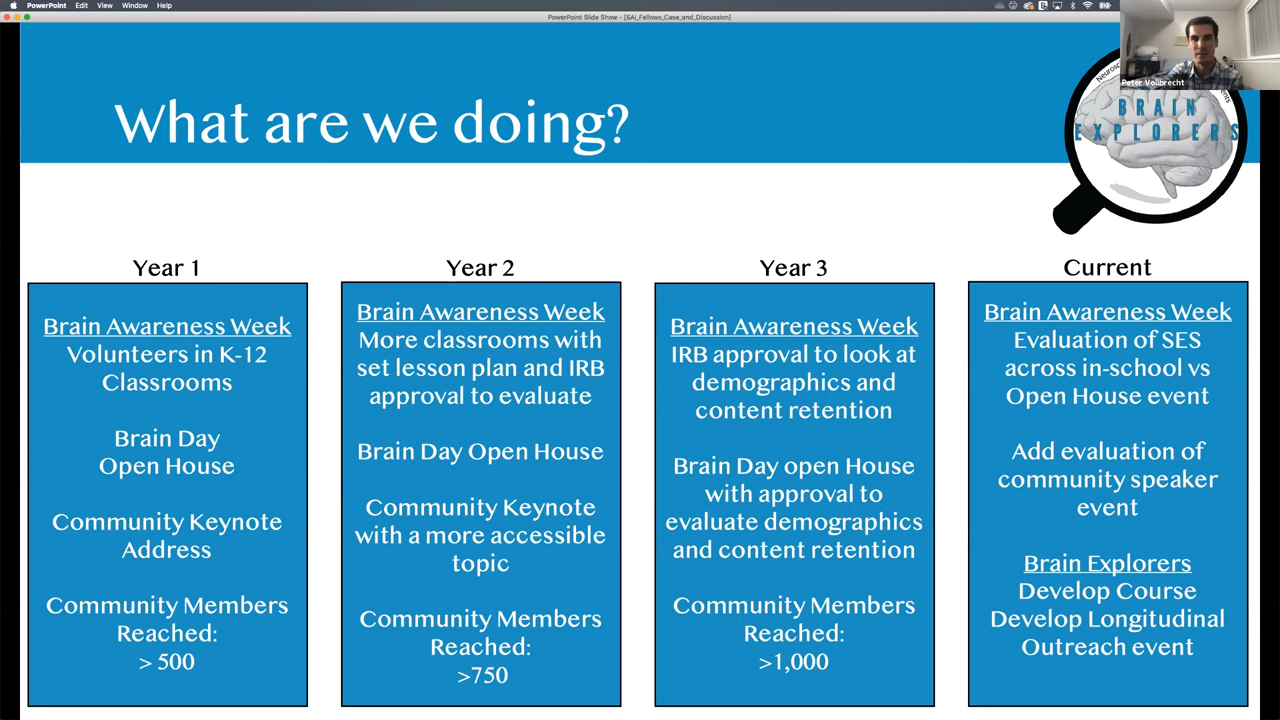 PowerPoint Edit View Window Help
PowerPoint Slide Show - [SAi_Fellows_Case_and_Discussion]
Peter Vollbrecht
BRAIN
EXPLORERS
What are we doing?
Year 1
Brain Awareness Week
Volunteers in K-12
Classrooms
Brain Day
Open House
Community Keynote
Address
Community Members
Reached:
> 500
Year 2
Brain Awareness Week
More classrooms with
set lesson plan and IRB
approval to evaluate
Brain Day Open House
Community Keynote
with a more accessible
topic
Community Members
Reached:
>750
Year 3
Brain Awareness Week
IRB approval to look at
demographics and
content retention
Brain Day open House
with approval to
evaluate demographics
and content retention
Community Members
Reached:
>1,000
Current
Brain Awareness Week
Evaluation of SES
across in-school vs
Open House event
Add evaluation of
community speaker
event
Brain Explorers
Develop Course
Develop Longitudinal
Outreach event